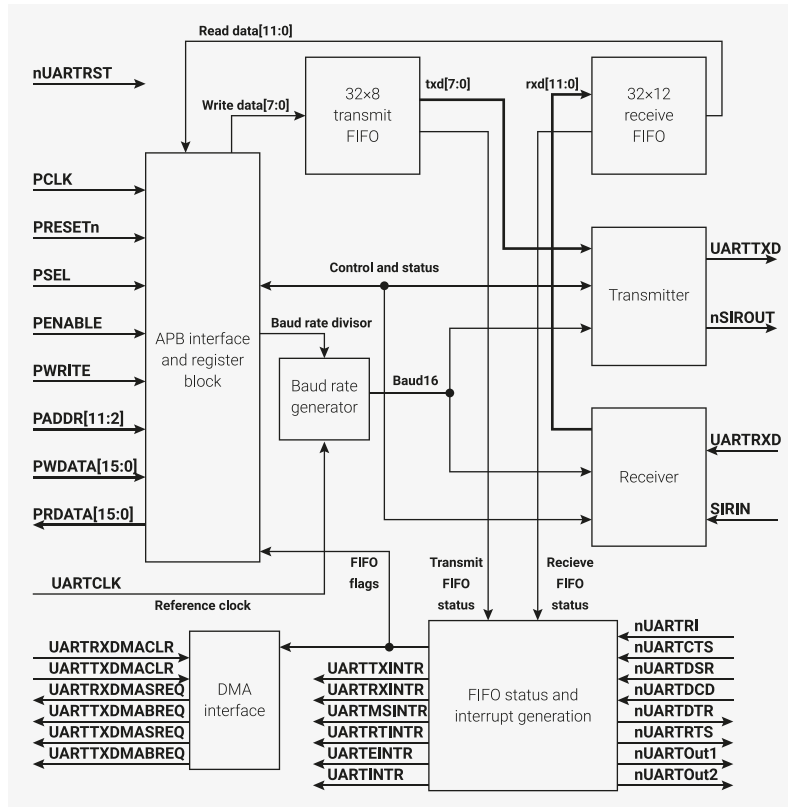 Read data[11:0]
nUARTRST
Write data[7:0]
32×8
transmit
FIFO
txd[7:0]
rxd[11:0]
32×12
receive
FIFO
PCLK
PRESETn
PSEL
PENABLE
PWRITE
PADDR[11:2]
PWDATA[15:0]
PRDATA[15:0]
APB interface
and register
block
Control and status
Baud rate divisor
Baud rate
generator
Baud16
Transmitter
UARTTXD
nSIROUT
Receiver
UARTRXD
SIRIN
UARTCLK
Reference clock
FIFO
flags
Transmit
FIFO
status
Recieve
FIFO
status
UARTRXDMACLR
UARTTXDMACLR
UARTRXDMASREQ
UARTTXDMABREQ
UARTTXDMASREQ
UARTTXDMABREQ
DMA
interface
UARTTXINTR
UARTRXINTR
UARTMSINTR
UARTRTINTR
UARTEINTR
UARTINTR
FIFO status and
interrupt generation
nUARTRI
nUARTCTS
nUARTDSR
nUARTDCD
nUARTDTR
nUARTRTS
nUARTOut1
nUARTOut2